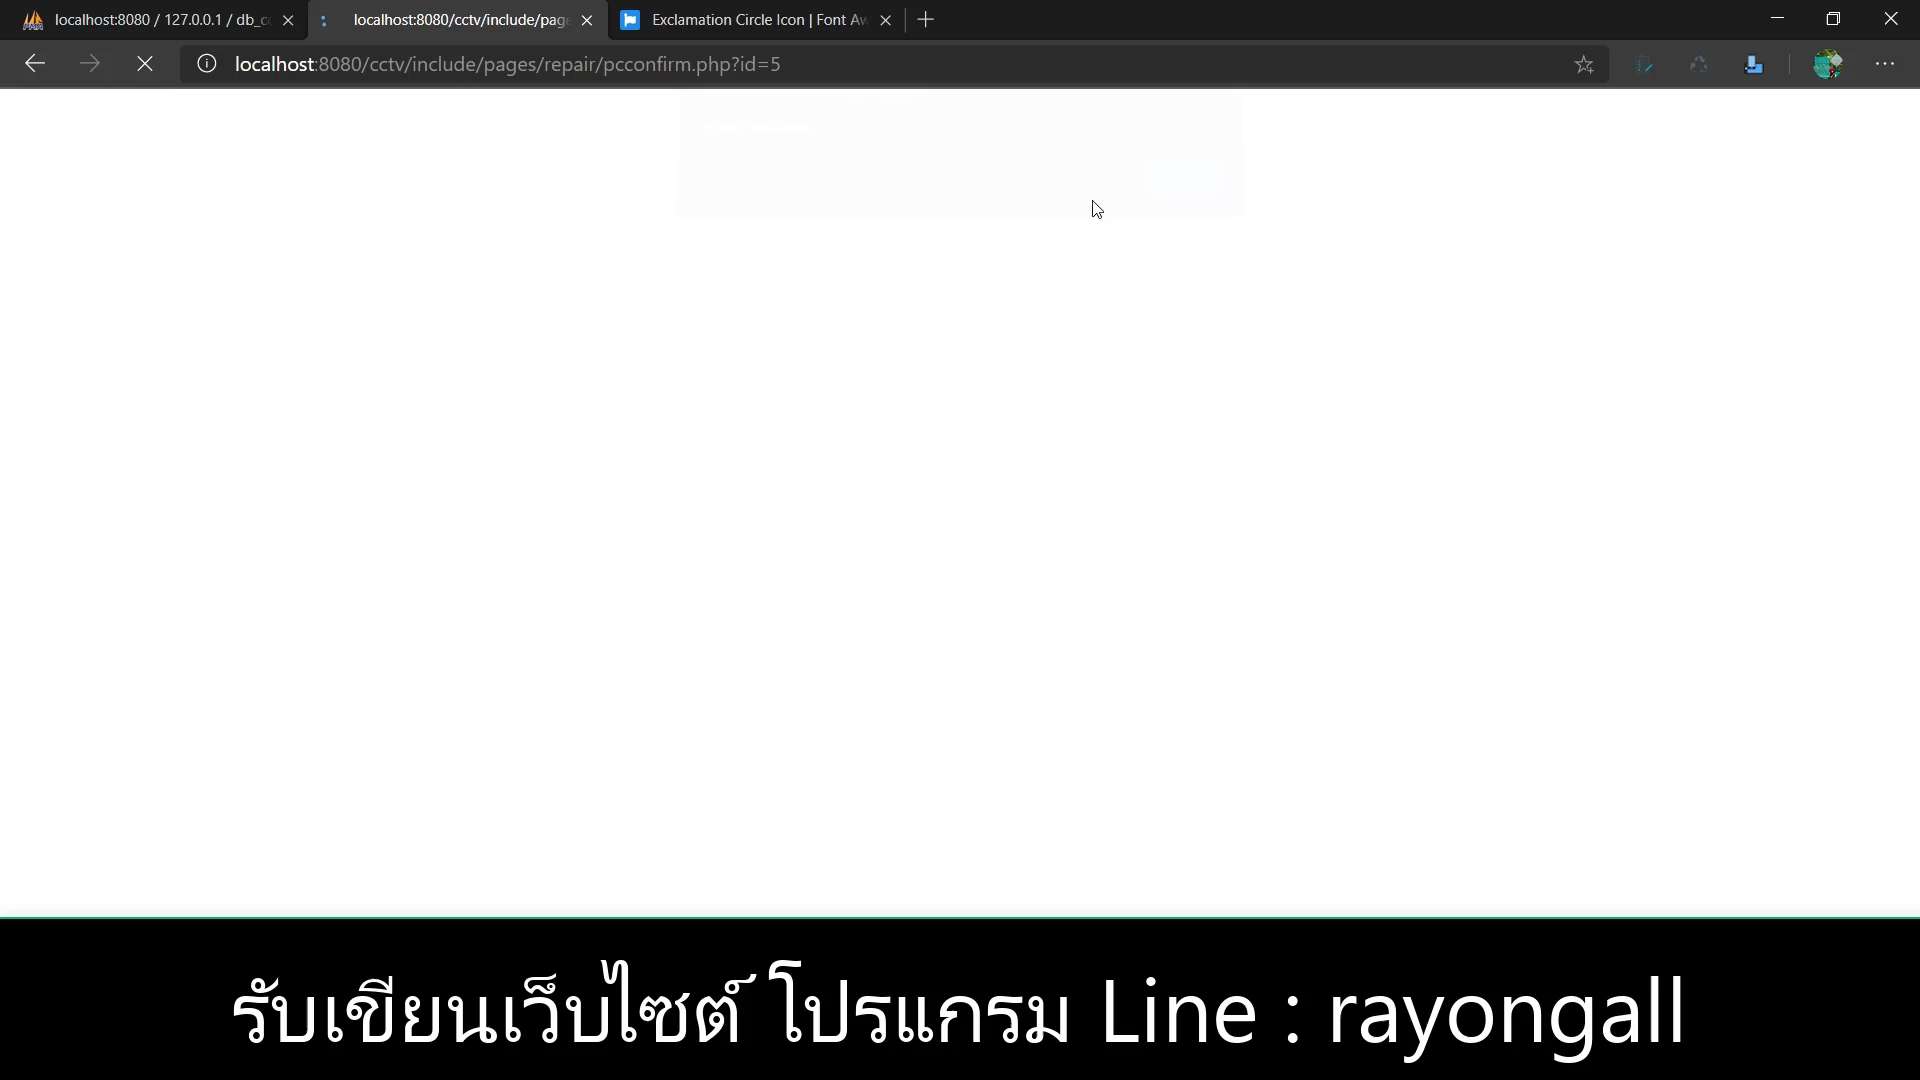 localhost:8080 / 127.0.0.1 / db_c
localhost:8080/cctv/include/pag
Exclamation Circle Icon | Font Aw
localhost:8080/cctv/include/pages/repair/pcconfirm.php?id=5
รับเขียนเว็บไซต์ โปรแกรม Line : rayongall